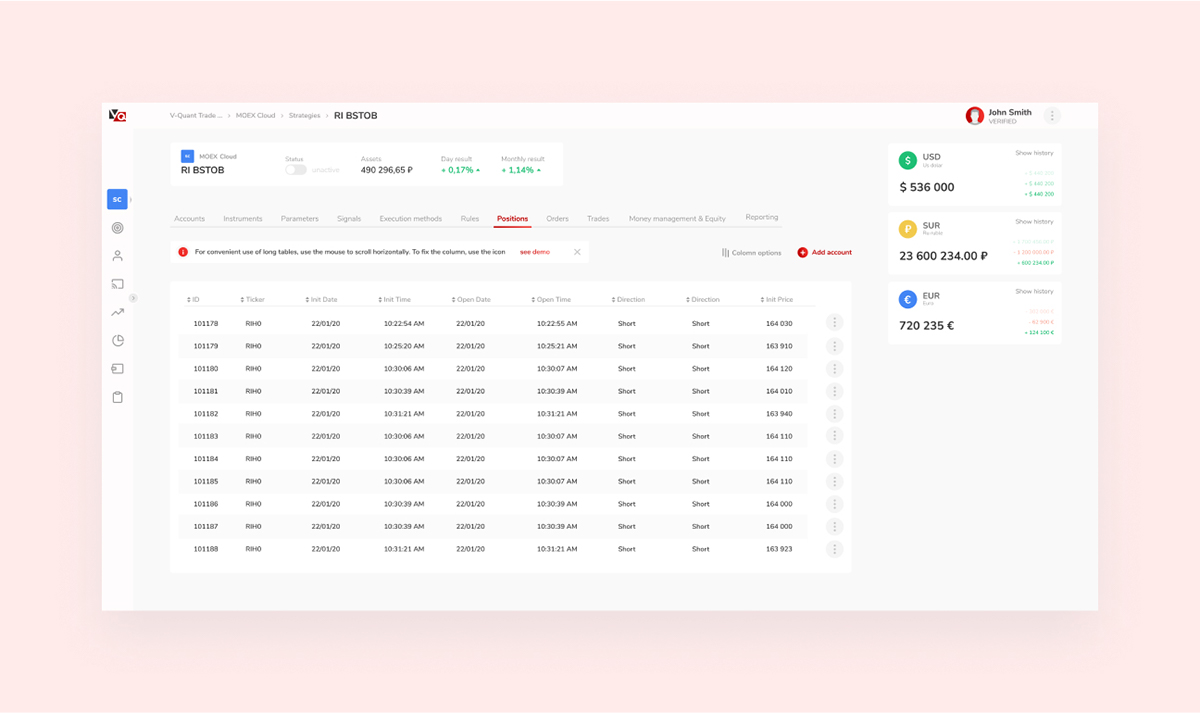 Va
V-Quant Trade ... › MOEX Cloud › Strategies › RI BSTOB
John Smith
VERIFIED
MOEX Cloud
RI BSTOB
Status
unactive
Assets
490 296,65 ₽
Day result
+ 0,17%
Monthly result
+ 1,14%
SC
Accounts Instruments Parameters Signals Execution methods Rules Positions Orders Trades Money management & Equity Reporting
For convenient use of long tables, use the mouse to scroll horizontally. To fix the column, use the icon see demo
Colomn options
Add account
ID Ticker Init Date Init Time Open Date Open Time Direction Direction Init Price
101178 RIH0 22/01/20 10:22:54 AM 22/01/20 10:22:55 AM Short Short 164 030
101179 RIH0 22/01/20 10:25:20 AM 22/01/20 10:25:21 AM Short Short 163 910
101180 RIH0 22/01/20 10:30:06 AM 22/01/20 10:30:07 AM Short Short 164 120
101181 RIH0 22/01/20 10:30:39 AM 22/01/20 10:30:39 AM Short Short 164 010
101182 RIH0 22/01/20 10:31:21 AM 22/01/20 10:31:21 AM Short Short 163 940
101183 RIH0 22/01/20 10:30:06 AM 22/01/20 10:30:07 AM Short Short 164 110
101184 RIH0 22/01/20 10:30:06 AM 22/01/20 10:30:07 AM Short Short 164 110
101185 RIH0 22/01/20 10:30:06 AM 22/01/20 10:30:07 AM Short Short 164 110
101186 RIH0 22/01/20 10:30:39 AM 22/01/20 10:30:39 AM Short Short 164 000
101187 RIH0 22/01/20 10:30:39 AM 22/01/20 10:30:39 AM Short Short 164 000
101188 RIH0 22/01/20 10:31:21 AM 22/01/20 10:31:21 AM Short Short 163 923
$
USD
Us dollar
Show history
+ $ 440 200
+ $ 440 200
$ 536 000
₽
SUR
Ru ruble
Show history
+ 600 234.00 ₽
23 600 234.00 ₽
€
EUR
Euro
Show history
+ 124 100 €
720 235 €